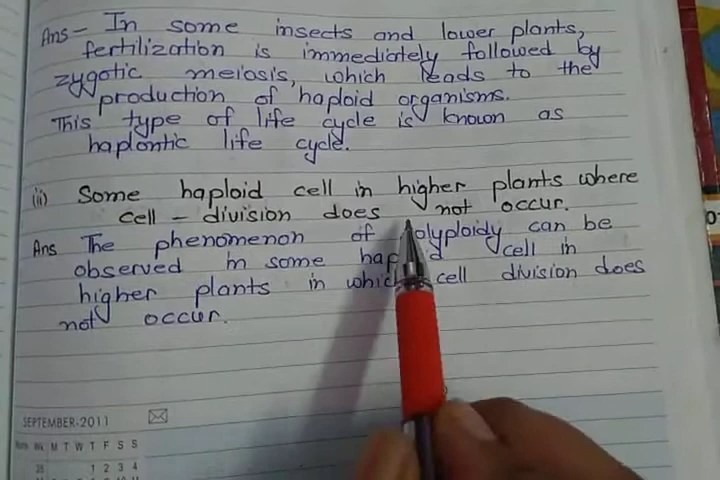 Ans - In some insects and lower plants,
fertilization is immediately followed by
zygotic meiosis, which leads to the
production of haploid organisms.
This type of life cycle is known as
haplontic life cycle.
(ii) Some haploid cell in higher plants where
cell - division does not occur.
Ans The phenomenon of polyploidy can be
observed in some cell in
higher plants in which cell division does
not occur.
SEPTEMBER-2011
M T W T F S S
1 2 3 4